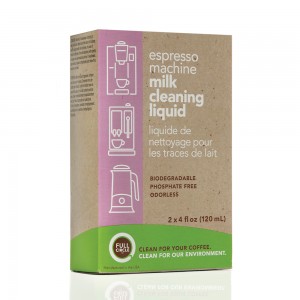 espresso
machine
milk
cleaning
liquid
liquide de
nettoyage pour
les traces de lait
BIODEGRADABLE
PHOSPHATE FREE
ODORLESS
2 x 4 fl oz (120 mL)
FULL
CIRCLE
CLEAN FOR YOUR COFFEE.
CLEAN FOR OUR ENVIRONMENT.